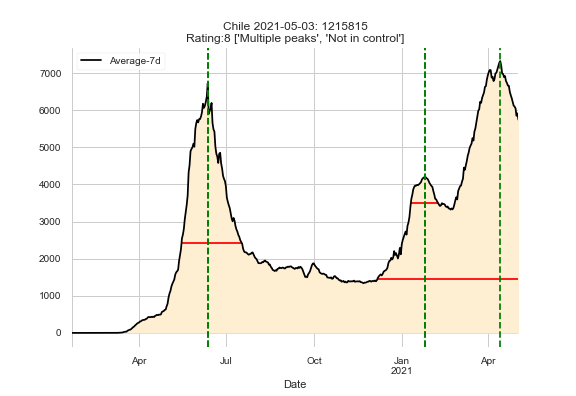 Chile 2021-05-03: 1215815
Rating:8 ['Multiple peaks', 'Not in control']
Average-7d
7000
6000
5000
4000
3000
2000
1000
0
Apr
Jul
Oct
Jan
2021
Apr
Date